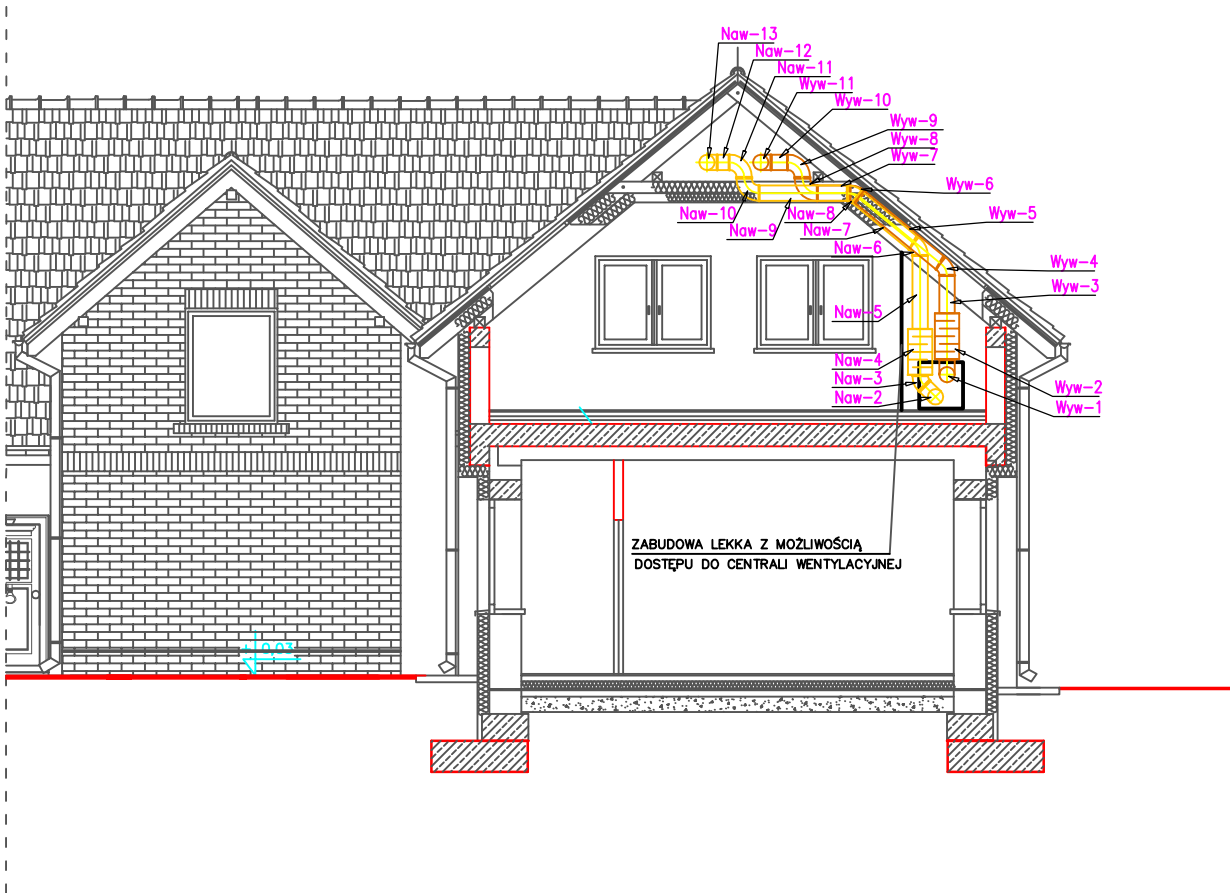 Naw-13
Naw-12
Naw-11
Wyw-11
Wyw-10
Wyw-9
Wyw-8
Wyw-7
Wyw-6
Naw-10
Naw-8
Wyw-5
Naw-9
Naw-7
Naw-6
Wyw-4
Wyw-3
Naw-5
Naw-4
Naw-3
Wyw-2
Naw-2
Wyw-1
ZABUDOWA LEKKA Z MOŻLIWOŚCIĄ
DOSTĘPU DO CENTRALI WENTYLACYJNEJ
+ 0,03